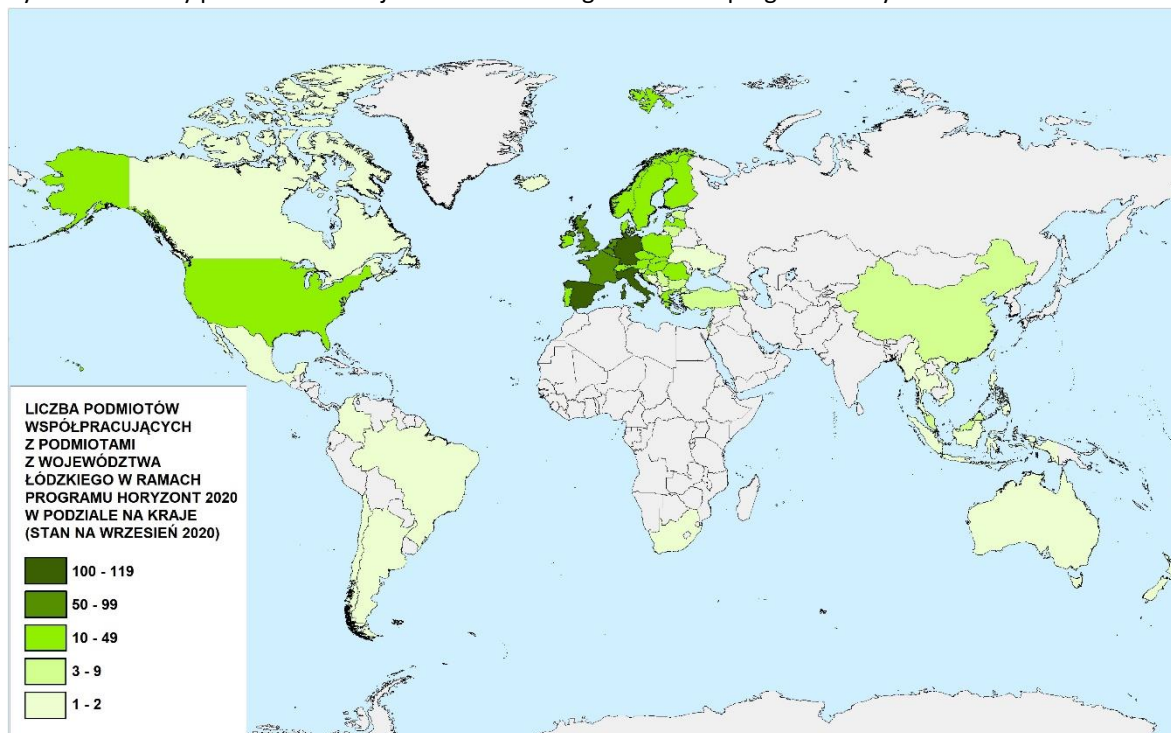 LICZBA PODMIOTÓW
WSPÓŁPRACUJĄCYCH
Z PODMIOTAMI
Z WOJEWÓDZTWA
ŁÓDZKIEGO W RAMACH
PROGRAMU HORYZONT 2020
W PODZIALE NA KRAJE
(STAN NA WRZESIEŃ 2020)
100 - 119
50 - 99
10 - 49
3 - 9
1 - 2